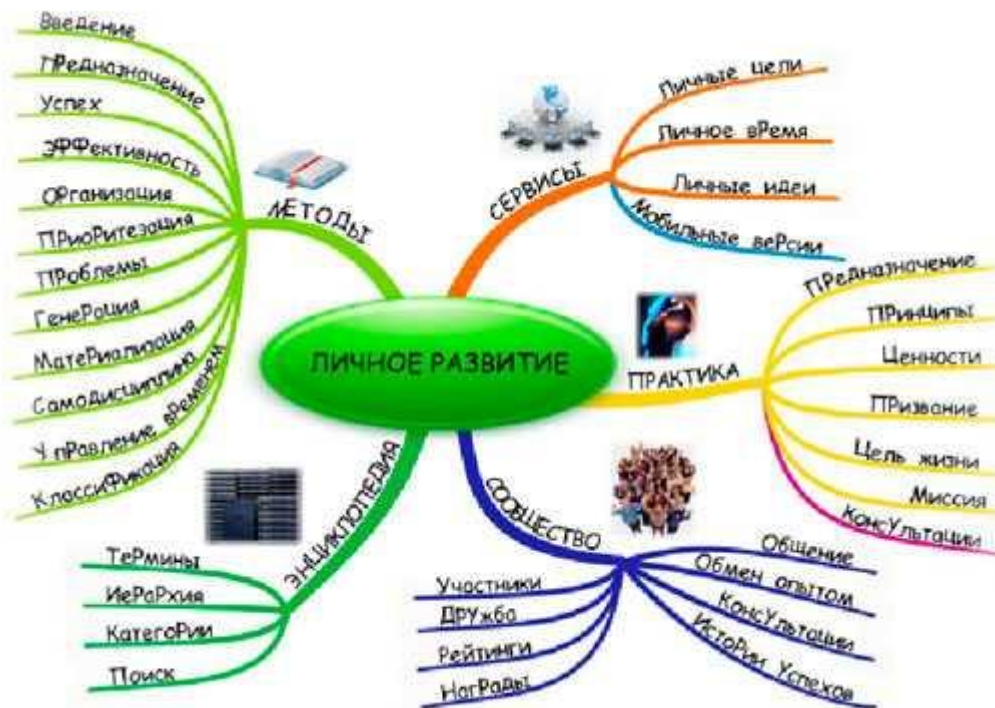 ЛИЧНОЕ РАЗВИТИЕ
МЕТОДЫ
Введение
Предназначение
Успех
Эффективность
Организация
Приоритезация
Проблемы
Генерация
Материализация
Самодисциплина
Управление временем
Классификация
СЕРВИСЫ
Личные цели
Личное время
Личные идеи
Мобильные версии
ПРАКТИКА
Предназначение
Принципы
Ценности
Призвание
Цель жизни
Миссия
Консультации
СООБЩЕСТВО
Общение
Обмен опытом
Консультации
Истории Успехов
Участники
Дружба
Рейтинги
Награды
ЭНЦИКЛОПЕДИЯ
Термины
Иерархия
Категории
Поиск